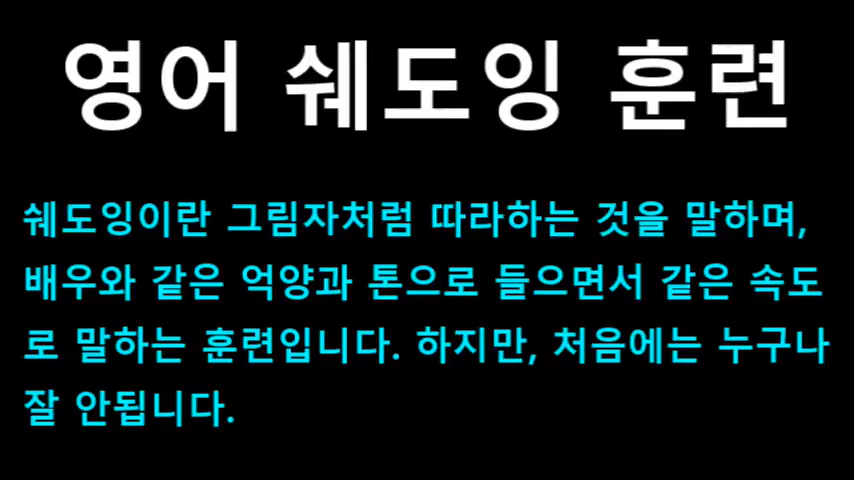 영어 쉐도잉 훈련
쉐도잉이란 그림자처럼 따라하는 것을 말하며,
배우와 같은 억양과 톤으로 들으면서 같은 속도
로 말하는 훈련입니다. 하지만, 처음에는 누구나
잘 안됩니다.